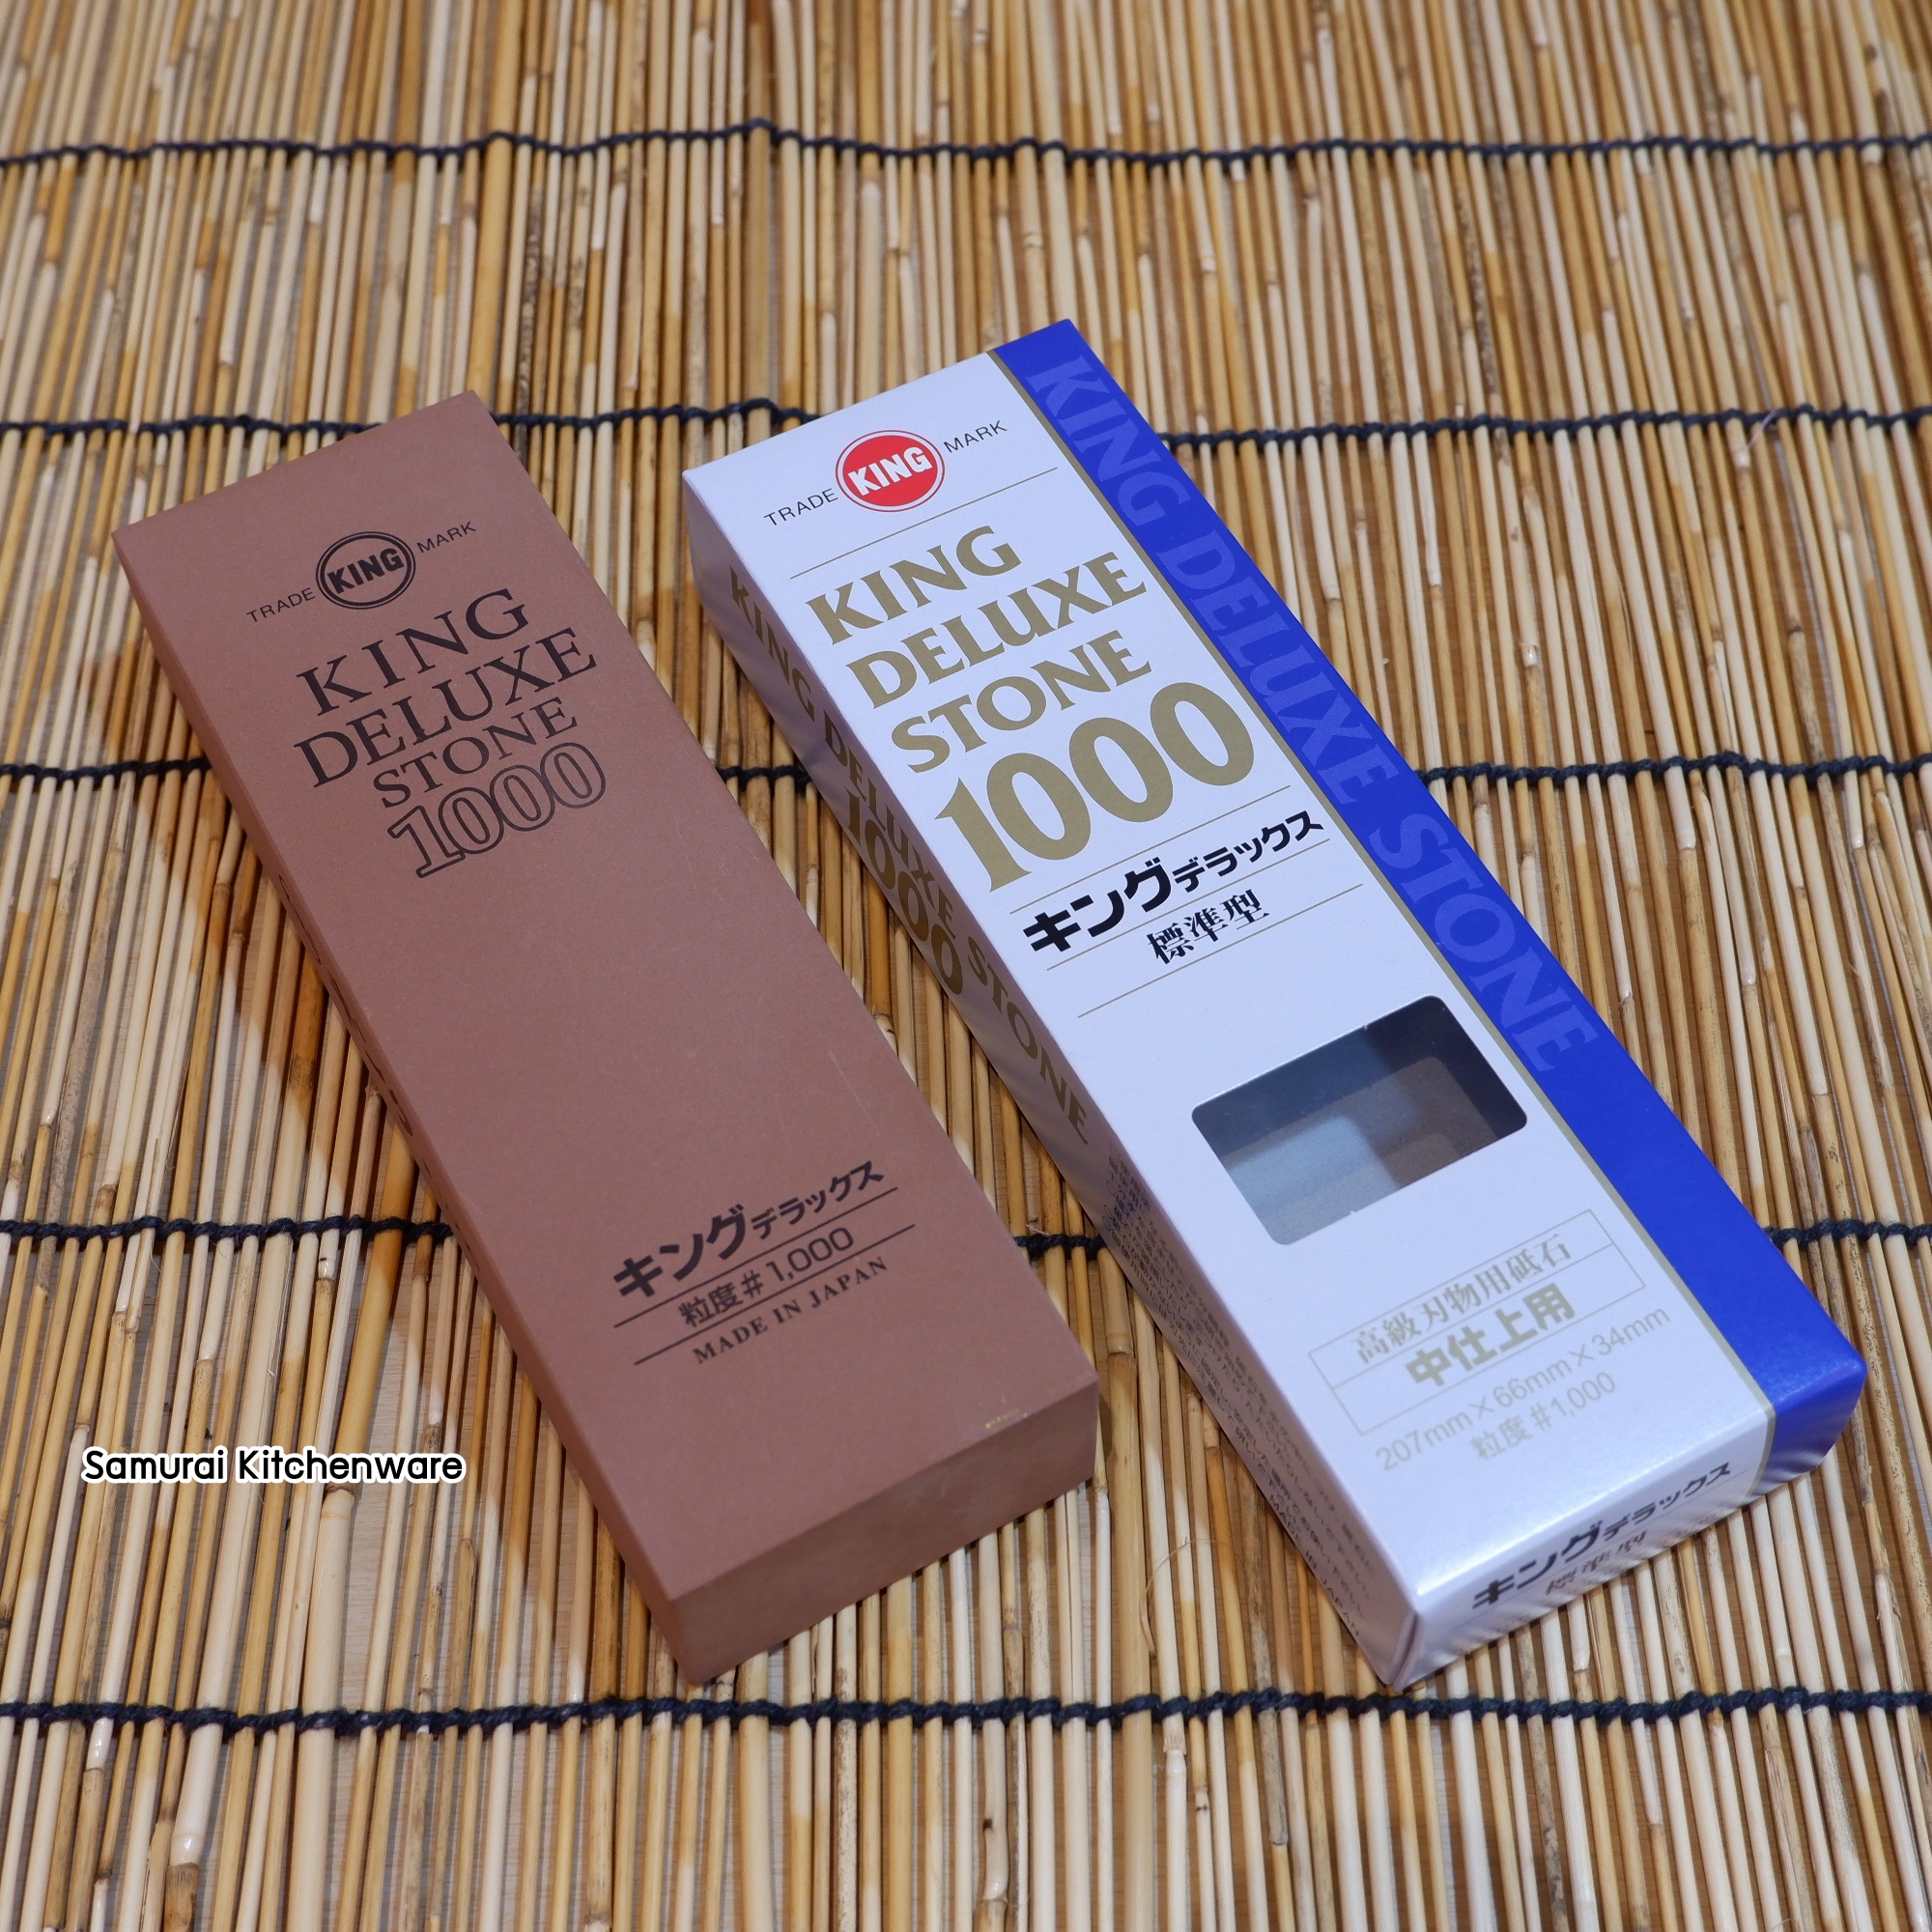 TRADE KING MARK
KING
DELUXE
STONE
1000
キングデラックス
粒度#1,000
MADE IN JAPAN
TRADE KING MARK
KING
DELUXE
STONE
1000
キングデラックス
標準型
高級刃物用砥石
中仕上用
207mm×66mm×34mm
粒度#1,000
キングデラックス
標準型
KING DELUXE STONE
KING DELUXE STONE
1000
Samurai Kitchenware